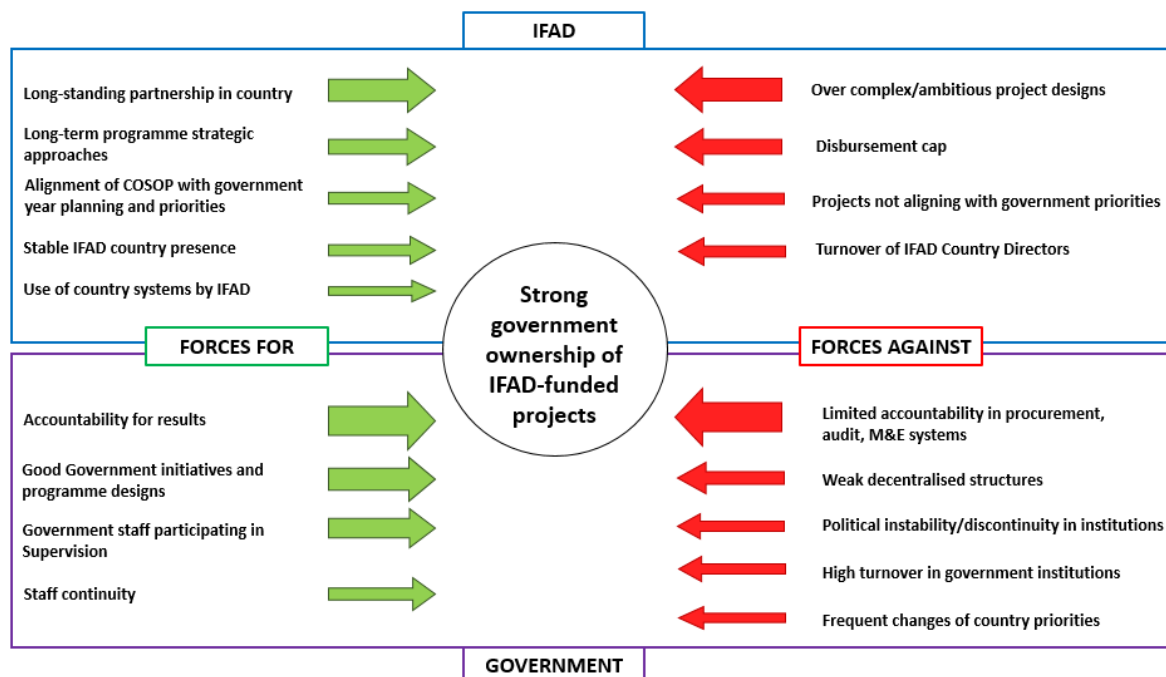 IFAD
Long-standing partnership in country
Long-term programme strategic
approaches
Alignment of COSOP with government
year planning and priorities
Stable IFAD country presence
Use of country systems by IFAD
Over complex/ambitious project designs
Disbursement cap
Projects not aligning with government priorities
Turnover of IFAD Country Directors
Strong
government
ownership of
IFAD-funded
projects
FORCES FOR
FORCES AGAINST
Accountability for results
Good Government initiatives and
programme designs
Government staff participating in
Supervision
Staff continuity
Limited accountability in procurement,
audit, M&E systems
Weak decentralised structures
Political instability/discontinuity in institutions
High turnover in government institutions
Frequent changes of country priorities
GOVERNMENT